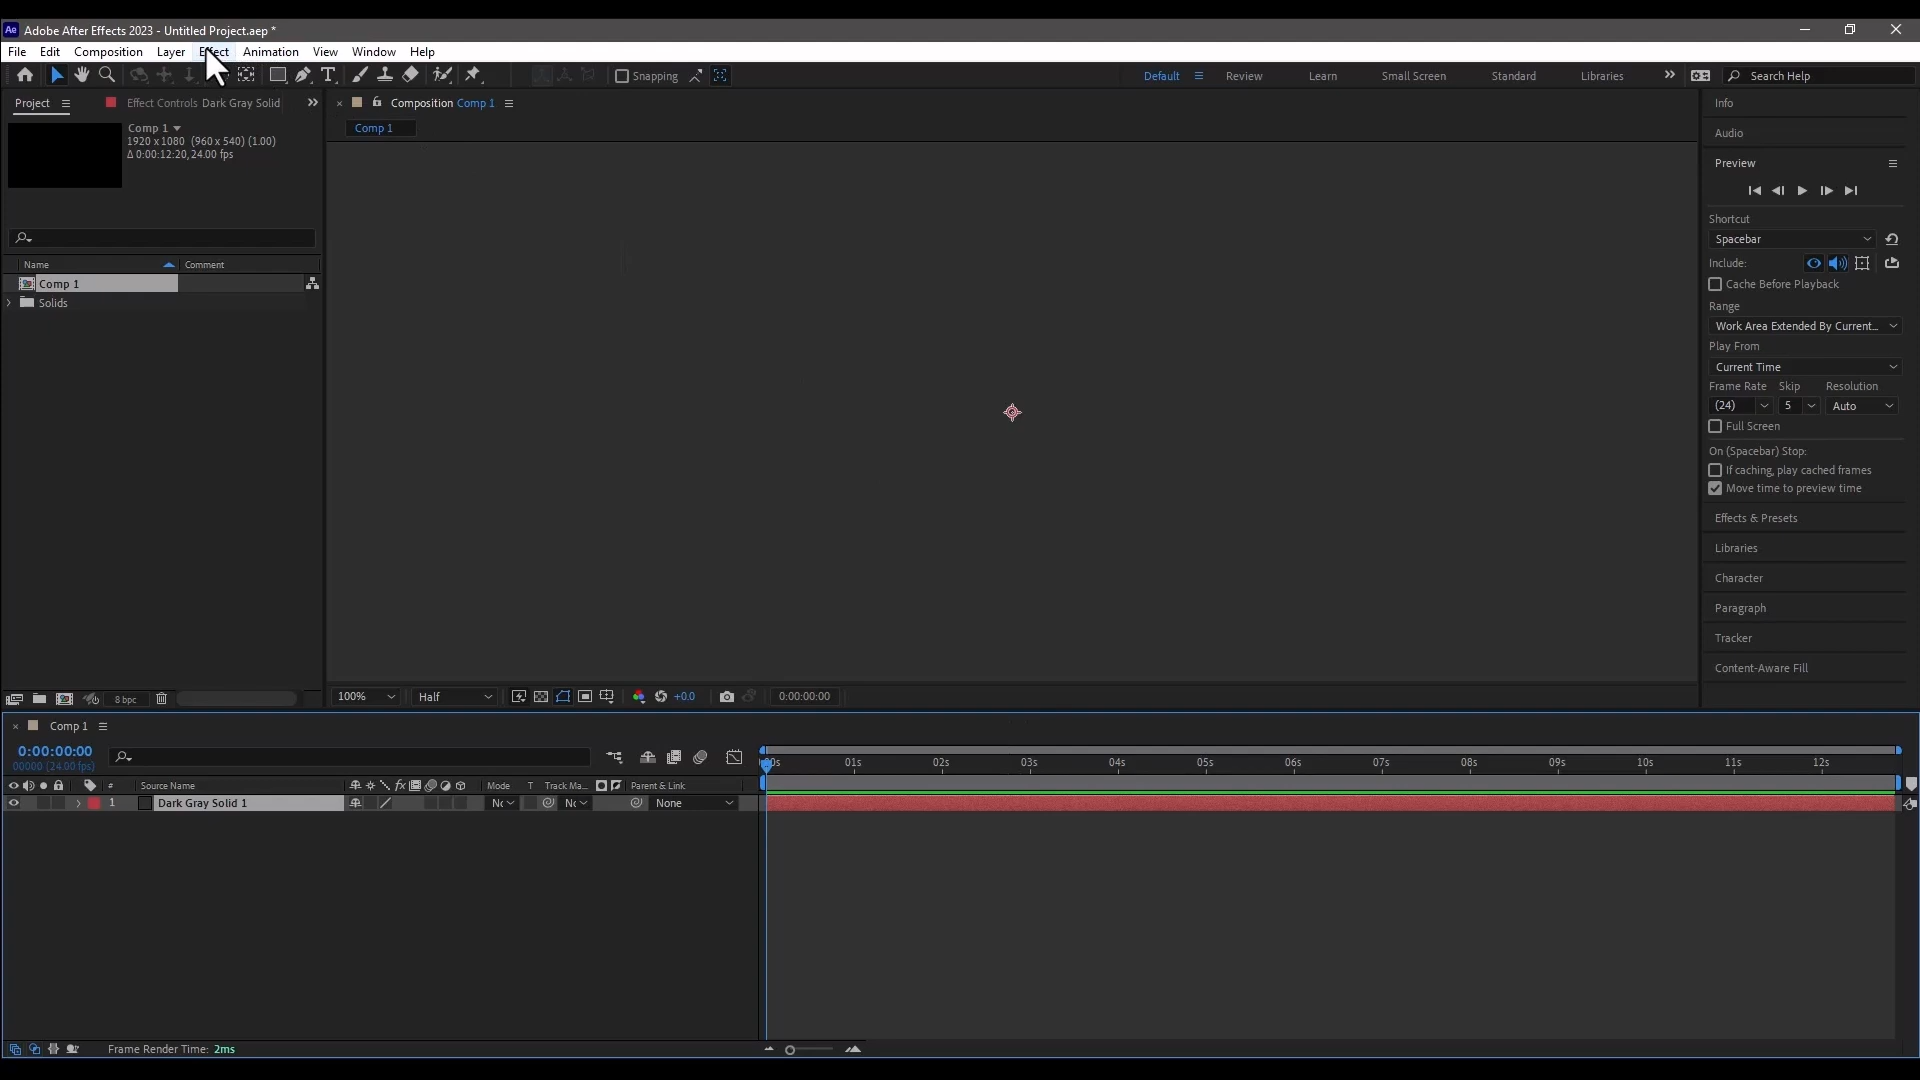 Ae Adobe After Effects 2023 - Untitled Project.aep *
File Edit Composition Layer Effect Animation View Window Help
Snapping
Default Review Learn Small Screen Standard Libraries Search Help
Project Effect Controls Dark Gray Solid
Comp 1
1920 x 1080 (960 x 540) (1.00)
Δ 0:00:12:20, 24.00 fps
Name Comment
Comp 1
Solids
8 bpc
Composition Comp 1
Comp 1
100% Half +0.0 0:00:00:00
Info
Audio
Preview
Shortcut
Spacebar
Include:
Cache Before Playback
Range
Work Area Extended By Current...
Play From
Current Time
Frame Rate Skip Resolution
(24) 5 Auto
Full Screen
On (Spacebar) Stop:
If caching, play cached frames
Move time to preview time
Effects & Presets
Libraries
Character
Paragraph
Tracker
Content-Aware Fill
Comp 1
0:00:00:00
00000 (24.00 fps)
01s 02s 03s 04s 05s 06s 07s 08s 09s 10s 11s 12s
# Source Name fx Mode T Track Ma... Parent & Link
1 Dark Gray Solid 1 None
Frame Render Time: 2ms